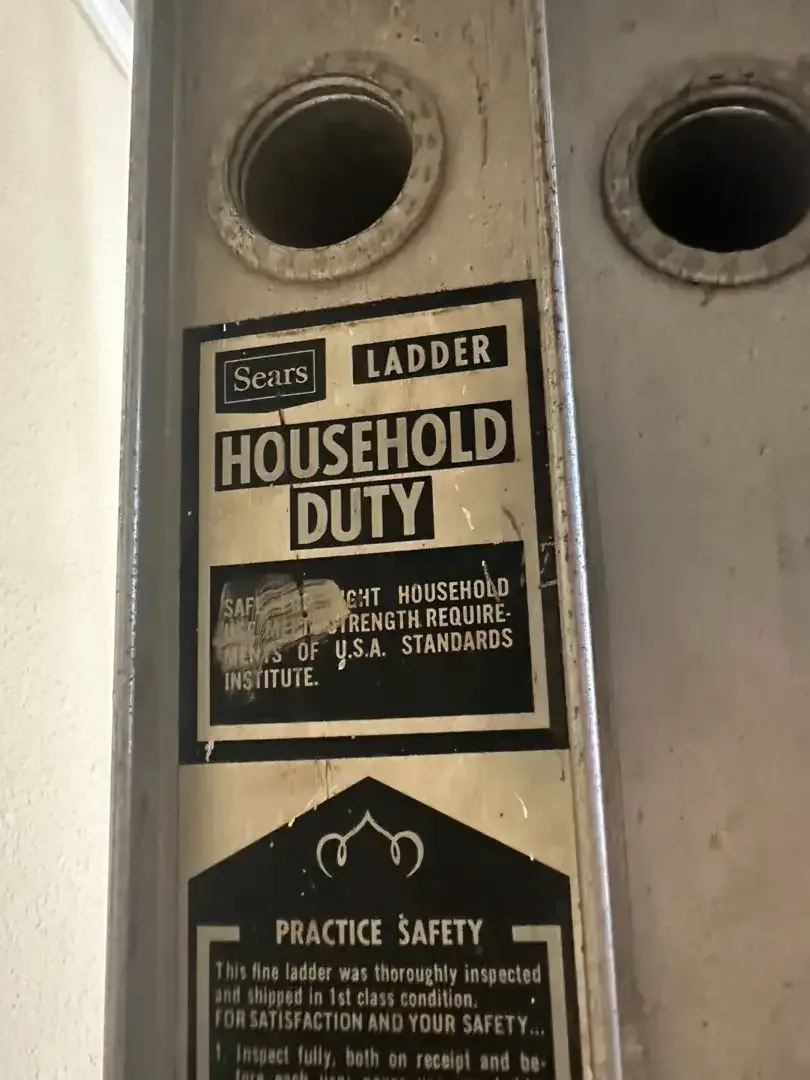 Sears
LADDER
HOUSEHOLD
DUTY
HOUSEHOLD
STRENGTH REQUIRE-
MENTS OF U.S.A. STANDARDS
INSTITUTE.
PRACTICE SAFETY
This fine ladder was thoroughly inspected
and shipped in 1st class condition.
FOR SATISFACTION AND YOUR SAFETY...
1. Inspect fully, both on receipt and be-